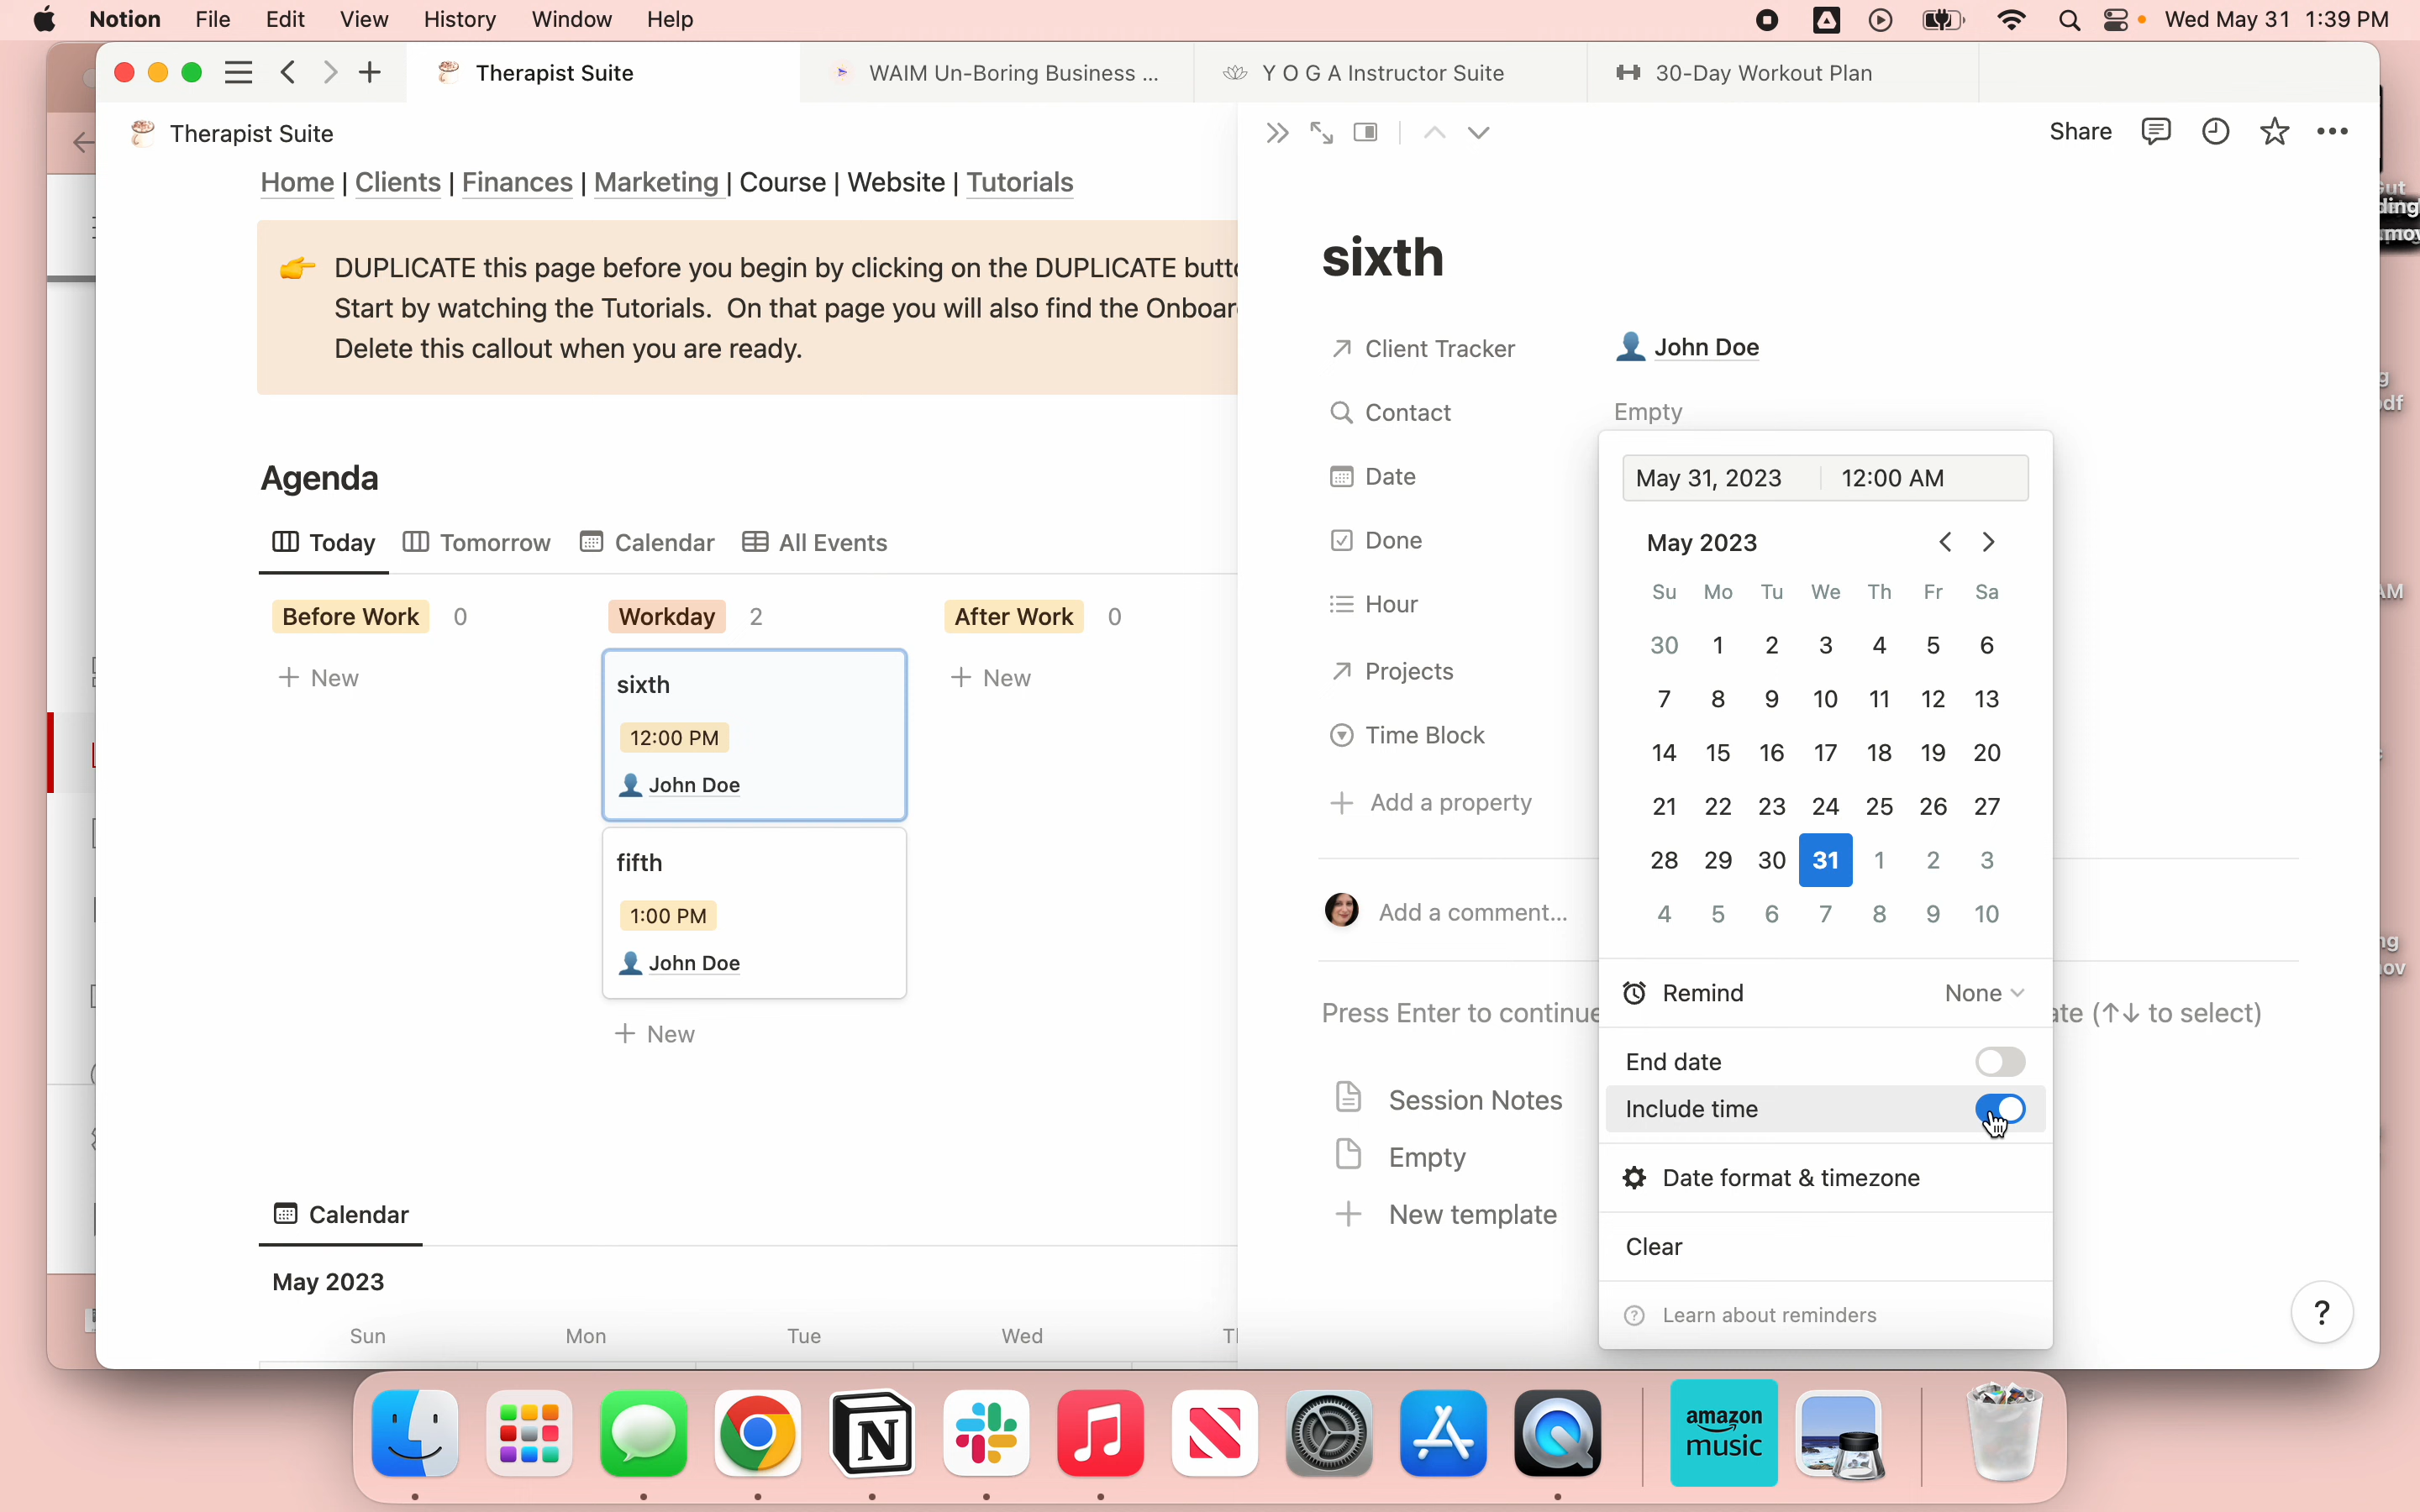 Notion File Edit View History Window Help Wed May 31 1:39 PM
Therapist Suite WAIM Un-Boring Business ... Y O G A Instructor Suite 30-Day Workout Plan
Therapist Suite Share
Home | Clients | Finances | Marketing | Course | Website | Tutorials
DUPLICATE this page before you begin by clicking on the DUPLICATE butt
Start by watching the Tutorials. On that page you will also find the Onboar
Delete this callout when you are ready.
Agenda
Today Tomorrow Calendar All Events
Before Work 0 Workday 2 After Work 0
+ New
sixth
12:00 PM
John Doe
+ New
fifth
1:00 PM
John Doe
+ New
Calendar
May 2023
Sun Mon Tue Wed
sixth
Client Tracker John Doe
Contact Empty
Date
Done
Hour
Projects
Time Block
+ Add a property
Add a comment...
Press Enter to continue
ate (↑↓ to select)
Session Notes
Empty
+ New template
May 31, 2023 12:00 AM
May 2023
Su Mo Tu We Th Fr Sa
30 1 2 3 4 5 6
7 8 9 10 11 12 13
14 15 16 17 18 19 20
21 22 23 24 25 26 27
28 29 30 31 1 2 3
4 5 6 7 8 9 10
Remind None
End date
Include time
Date format & timezone
Clear
? Learn about reminders
?
amazon
music